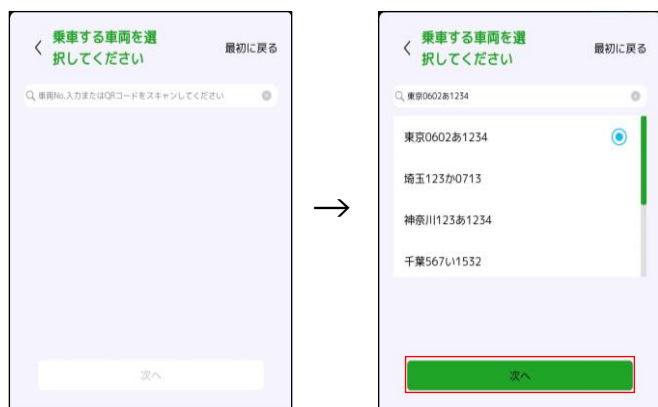 乗車する車両を選
択してください
最初に戻る
車両No.入力またはQRコードをスキャンしてください
次へ
→
乗車する車両を選
択してください
最初に戻る
東京0602あ1234
東京0602あ1234
埼玉123か0713
神奈川123あ1234
千葉567い1532
次へ